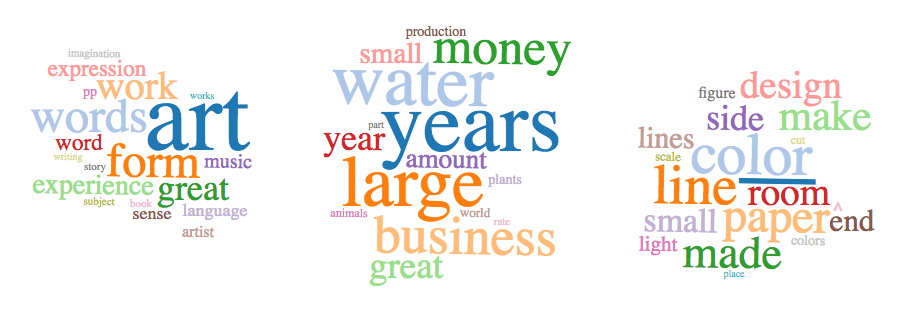 imagination
expression
work
pp
works
words
art
word
writing
form
music
story
experience
great
subject
book
sense
language
artist
production
small
money
water
years
part
year
amount
large
plants
animals
world
rate
business
great
figure
design
side
make
lines
cut
scale
color
line
room
small
paper
^
end
light
made
colors
place